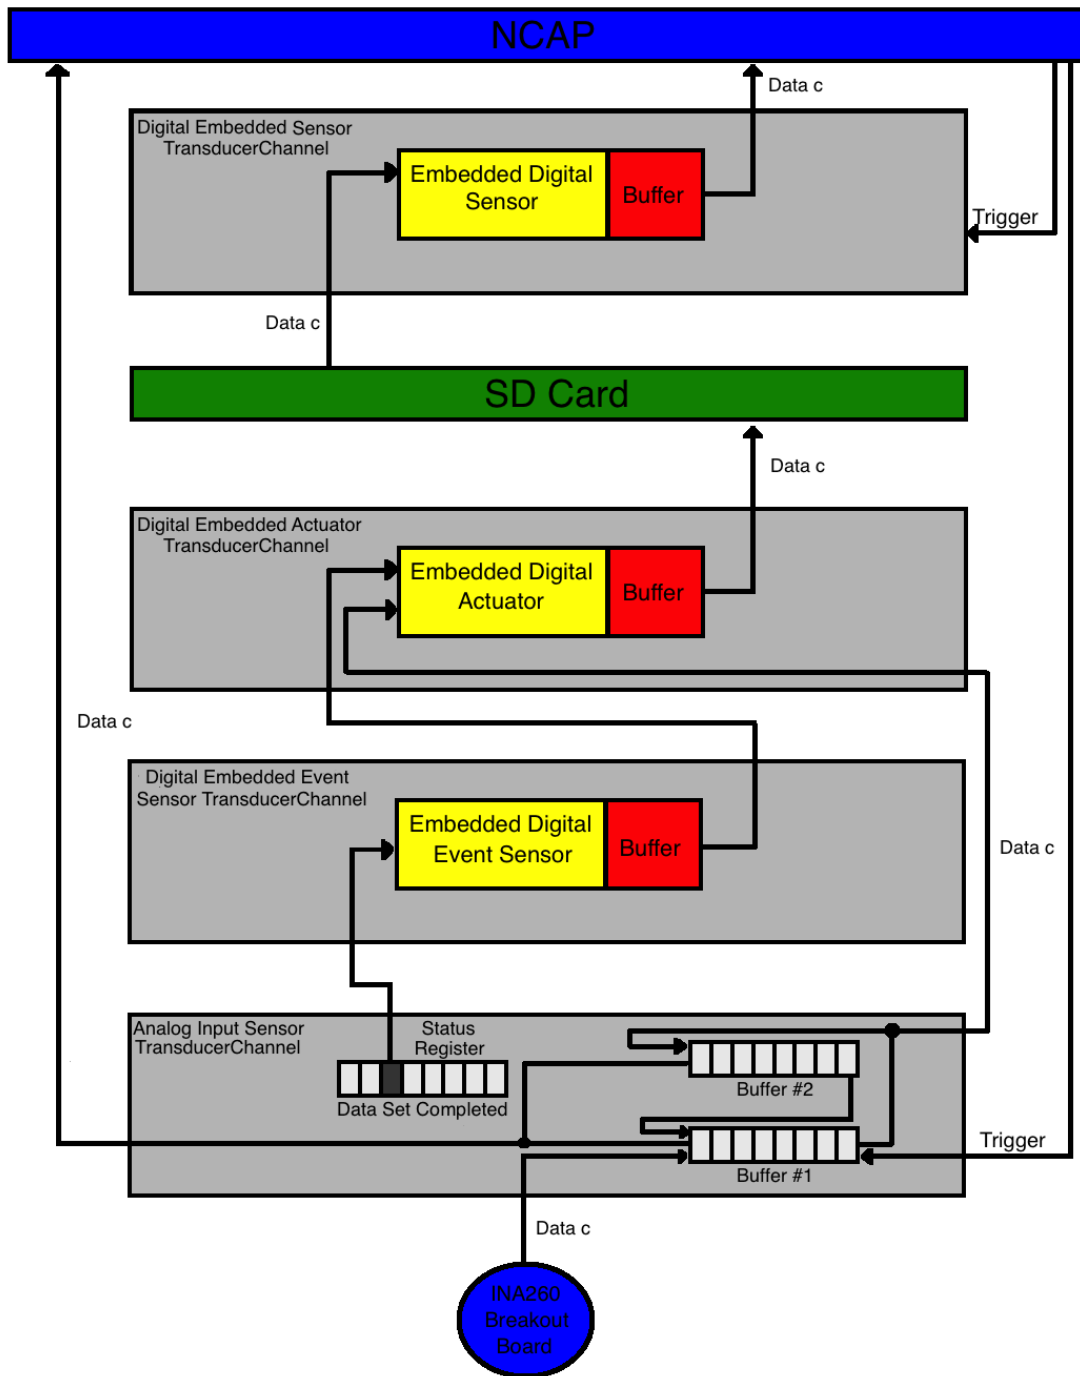 NCAP
Data c
Digital Embedded Sensor
TransducerChannel
Embedded Digital
Sensor
Buffer
Trigger
Data c
SD Card
Data c
Digital Embedded Actuator
TransducerChannel
Embedded Digital
Actuator
Buffer
Data c
Digital Embedded Event
Sensor TransducerChannel
Embedded Digital
Event Sensor
Buffer
Data c
Analog Input Sensor
TransducerChannel
Status
Register
Data Set Completed
Buffer #2
Buffer #1
Trigger
Data c
INA260
Breakout
Board